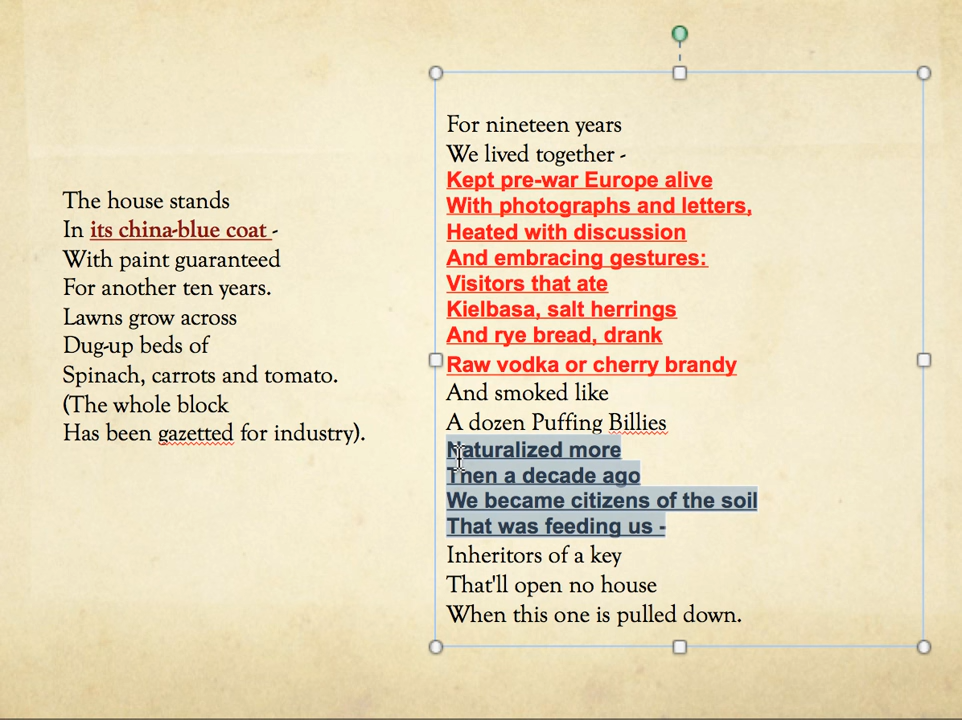 The house stands
In its china-blue coat -
With paint guaranteed
For another ten years.
Lawns grow across
Dug-up beds of
Spinach, carrots and tomato.
(The whole block
Has been gazetted for industry).
For nineteen years
We lived together -
Kept pre-war Europe alive
With photographs and letters,
Heated with discussion
And embracing gestures:
Visitors that ate
Kielbasa, salt herrings
And rye bread, drank
Raw vodka or cherry brandy
And smoked like
A dozen Puffing Billies
Naturalized more
Then a decade ago
We became citizens of the soil
That was feeding us -
Inheritors of a key
That'll open no house
When this one is pulled down.